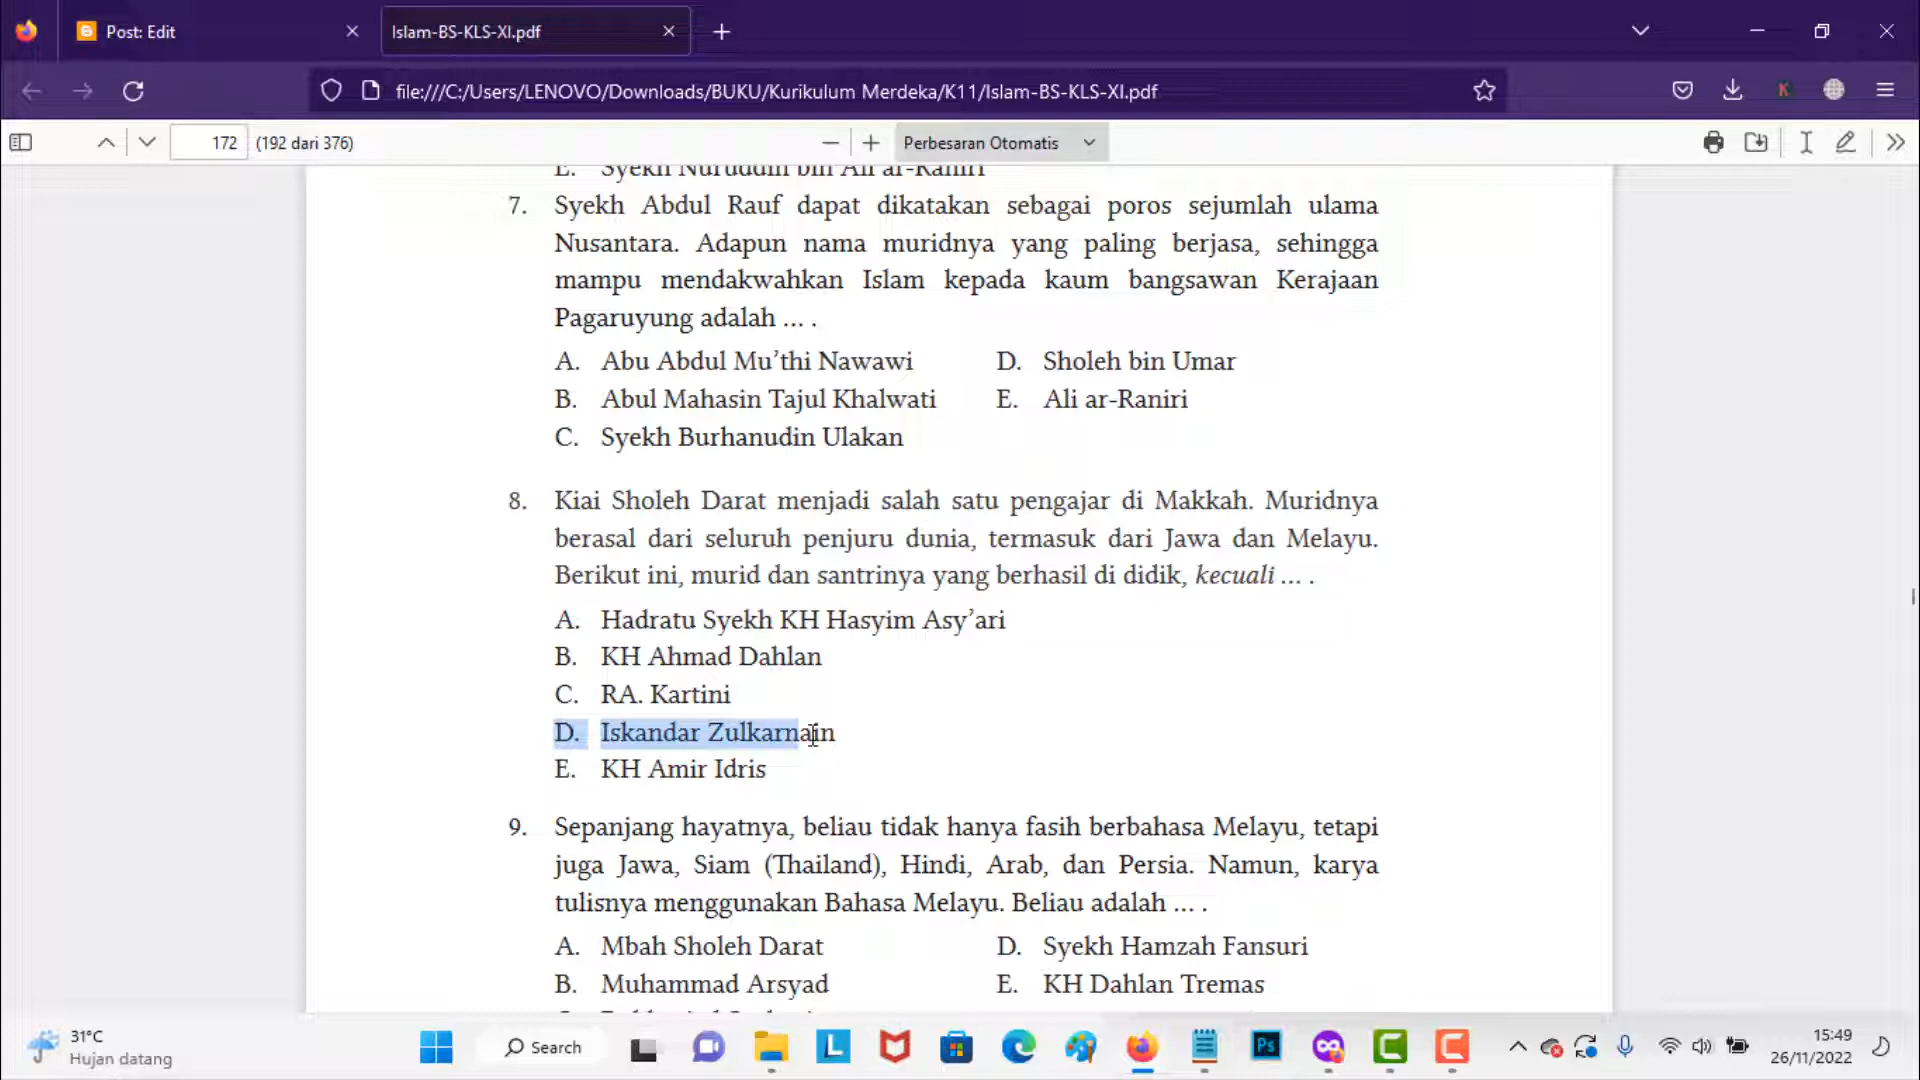 Post: Edit
Islam-BS-KLS-XI.pdf
file:///C:/Users/LENOVO/Downloads/BUKU/Kurikulum Merdeka/K11/Islam-BS-KLS-XI.pdf
172 (192 dari 376)
Perbesaran Otomatis
E. Syekh Nuruddin bin Ali ar-Raniri
7. Syekh Abdul Rauf dapat dikatakan sebagai poros sejumlah ulama
Nusantara. Adapun nama muridnya yang paling berjasa, sehingga
mampu mendakwahkan Islam kepada kaum bangsawan Kerajaan
Pagaruyung adalah ... .
A. Abu Abdul Mu’thi Nawawi
B. Abul Mahasin Tajul Khalwati
C. Syekh Burhanudin Ulakan
D. Sholeh bin Umar
E. Ali ar-Raniri
8. Kiai Sholeh Darat menjadi salah satu pengajar di Makkah. Muridnya
berasal dari seluruh penjuru dunia, termasuk dari Jawa dan Melayu.
Berikut ini, murid dan santrinya yang berhasil di didik, kecuali ... .
A. Hadratu Syekh KH Hasyim Asy’ari
B. KH Ahmad Dahlan
C. RA. Kartini
D. Iskandar Zulkarnain
E. KH Amir Idris
9. Sepanjang hayatnya, beliau tidak hanya fasih berbahasa Melayu, tetapi
juga Jawa, Siam (Thailand), Hindi, Arab, dan Persia. Namun, karya
tulisnya menggunakan Bahasa Melayu. Beliau adalah ... .
A. Mbah Sholeh Darat
B. Muhammad Arsyad
D. Syekh Hamzah Fansuri
E. KH Dahlan Tremas
31°C
Hujan datang
Search
15:49
26/11/2022